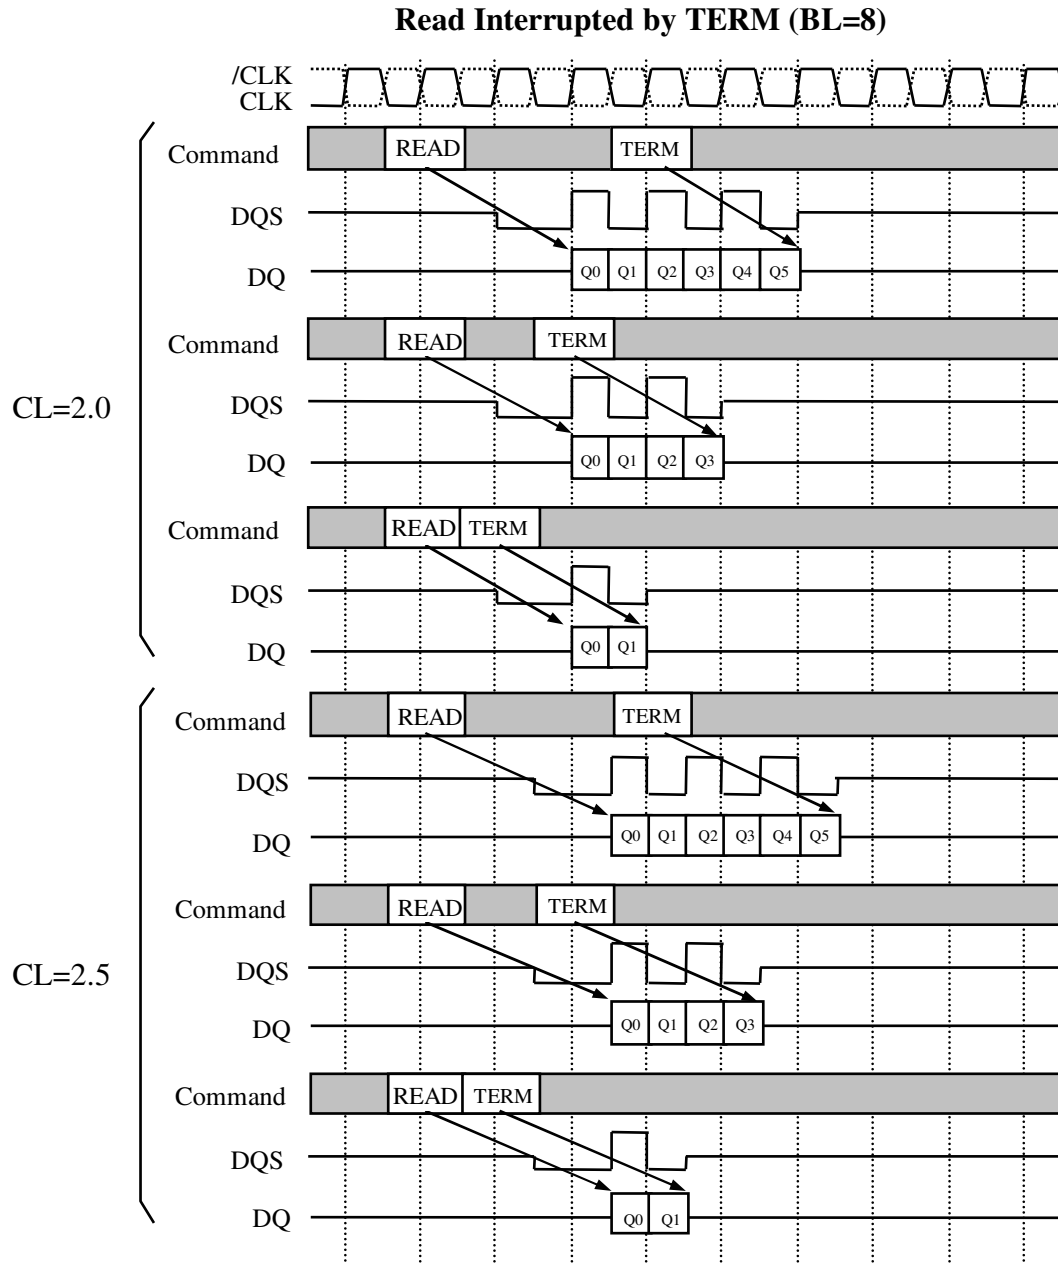 Read Interrupted by TERM (BL=8)
/CLK
CLK
Command READ TERM
DQS
DQ Q0 Q1 Q2 Q3 Q4 Q5
Command READ TERM
CL=2.0
DQS
DQ Q0 Q1 Q2 Q3
Command READ TERM
DQS
DQ Q0 Q1
Command READ TERM
DQS
DQ Q0 Q1 Q2 Q3 Q4 Q5
Command READ TERM
CL=2.5
DQS
DQ Q0 Q1 Q2 Q3
Command READ TERM
DQS
DQ Q0 Q1